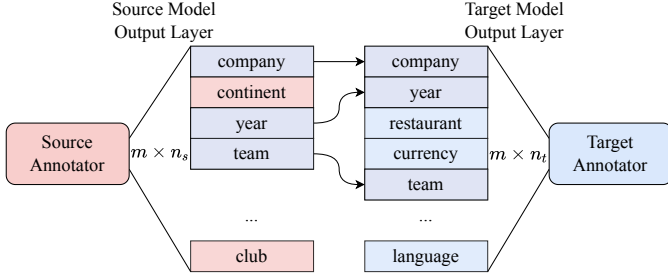 Source Model
Output Layer
Target Model
Output Layer
company
continent
year
team
...
club
company
year
restaurant
currency
team
...
language
Source
Annotator
m × n_s
m × n_t
Target
Annotator